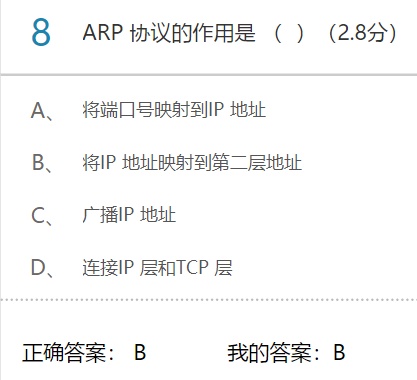 8 ARP 协议的作用是 （ ）（2.8分）
A、 将端口号映射到IP 地址
B、 将IP 地址映射到第二层地址
C、 广播IP 地址
D、 连接IP 层和TCP 层
正确答案： B 我的答案：B